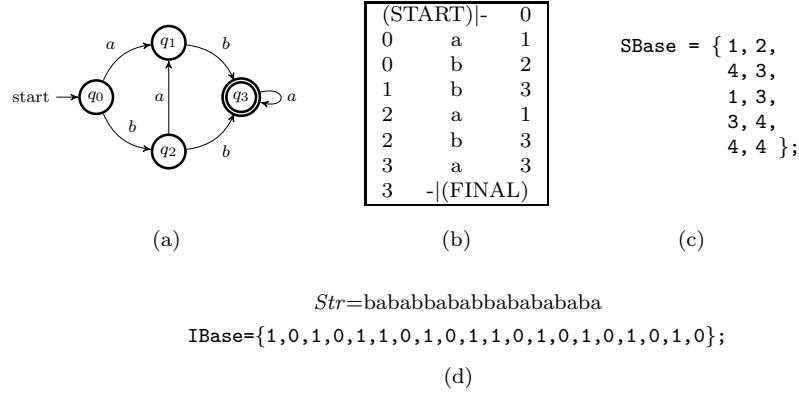 a
q1
b
start
q0
a
q3
a
b
q2
b
(a)
(START)|- 0
0 a 1
0 b 2
1 b 3
2 a 1
2 b 3
3 a 3
3 -|(FINAL)
(b)
SBase = { 1, 2,
4, 3,
1, 3,
3, 4,
4, 4 };
(c)
Str=bababbababbababababa
IBase={1,0,1,0,1,1,0,1,0,1,1,0,1,0,1,0,1,0,1,0};
(d)